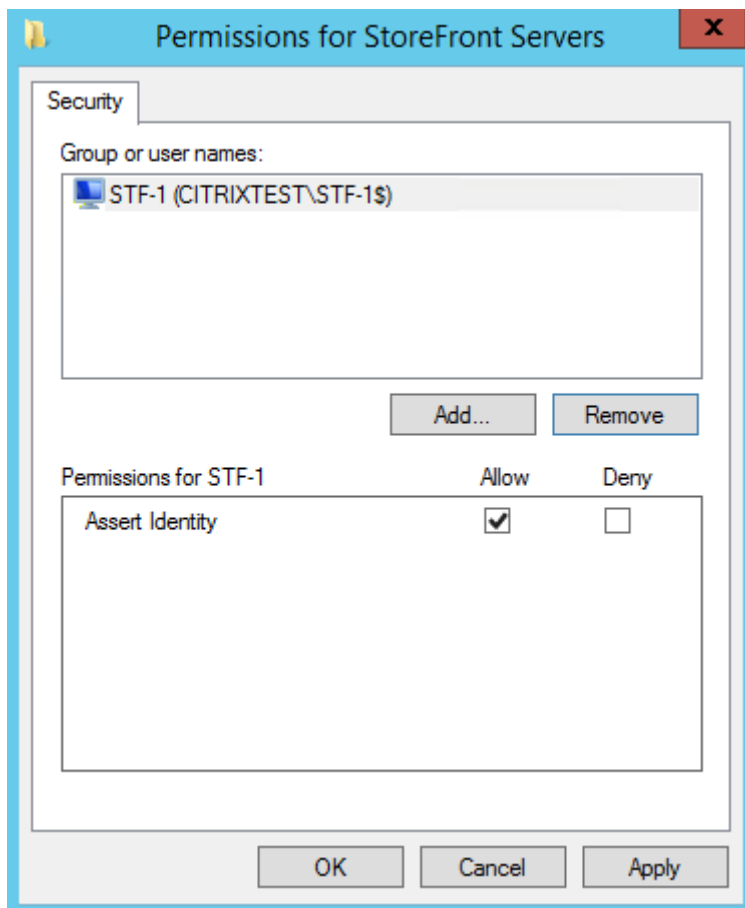 Permissions for StoreFront Servers
x
Security
Group or user names:
STF-1 (CITRIXTEST\STF-1$)
Add... Remove
Permissions for STF-1 Allow Deny
Assert Identity
OK Cancel Apply